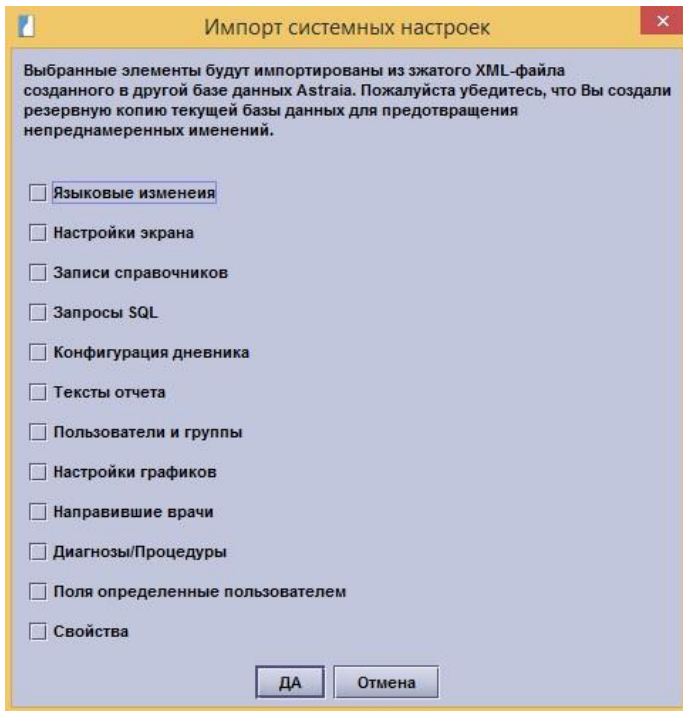 Импорт системных настроек
Выбранные элементы будут импортированы из зжатого XML-файла
созданного в другой базе данных Astraia. Пожалуйста убедитесь, что Вы создали
резервную копию текущей базы данных для предотвращения
непреднамеренных именений.
Языковые изменеия
Настройки экрана
Записи справочников
Запросы SQL
Конфигурация дневника
Тексты отчета
Пользователи и группы
Настройки графиков
Направившие врачи
Диагнозы/Процедуры
Поля определенные пользователем
Свойства
ДА Отмена